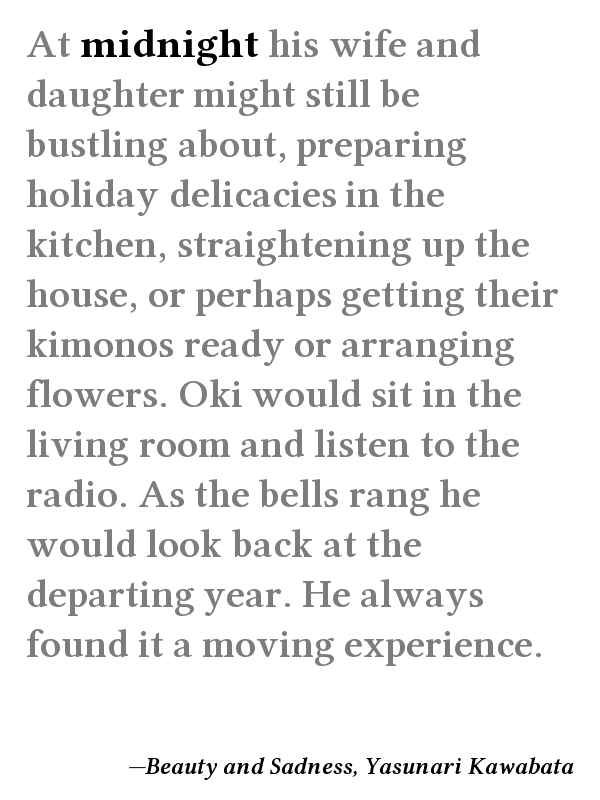 At midnight his wife and
daughter might still be
bustling about, preparing
holiday delicacies in the
kitchen, straightening up the
house, or perhaps getting their
kimonos ready or arranging
flowers. Oki would sit in the
living room and listen to the
radio. As the bells rang he
would look back at the
departing year. He always
found it a moving experience.
—Beauty and Sadness, Yasunari Kawabata